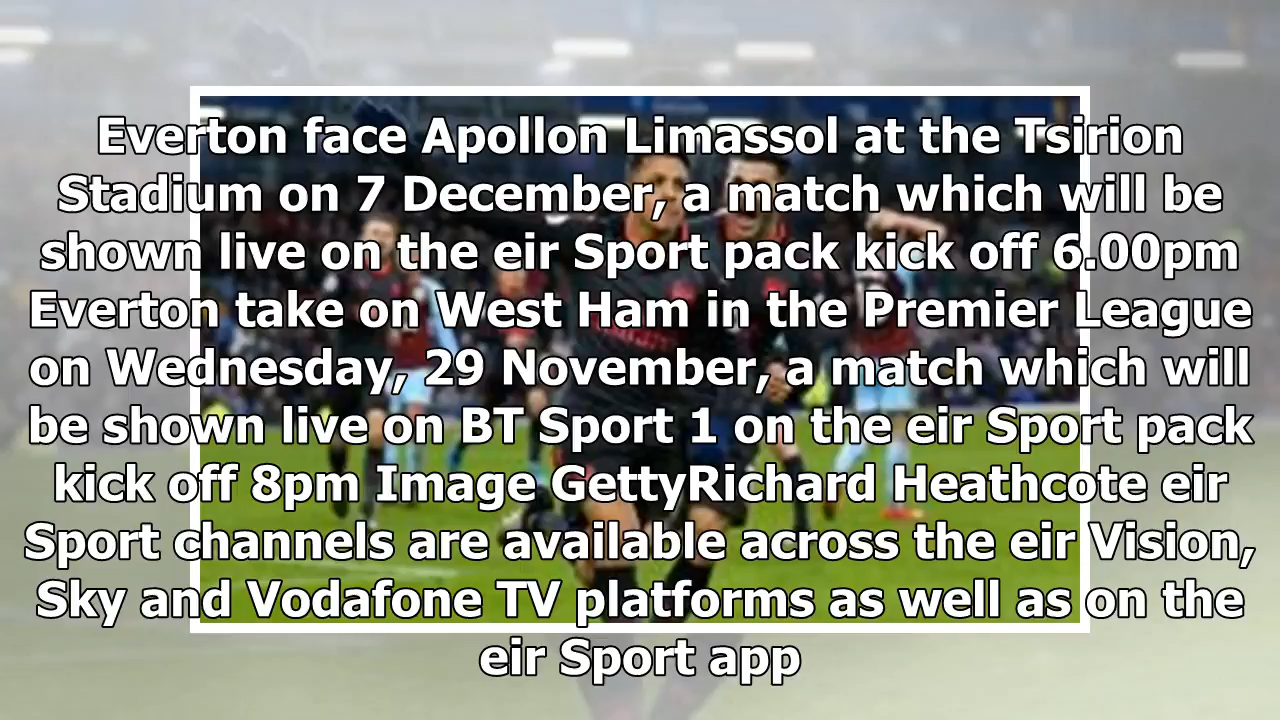 Everton face Apollon Limassol at the Tsirion
Stadium on 7 December, a match which will be
shown live on the eir Sport pack kick off 6.00pm
Everton take on West Ham in the Premier League
on Wednesday, 29 November, a match which will
be shown live on BT Sport 1 on the eir Sport pack
kick off 8pm Image GettyRichard Heathcote eir
Sport channels are available across the eir Vision,
Sky and Vodafone TV platforms as well as on the
eir Sport app